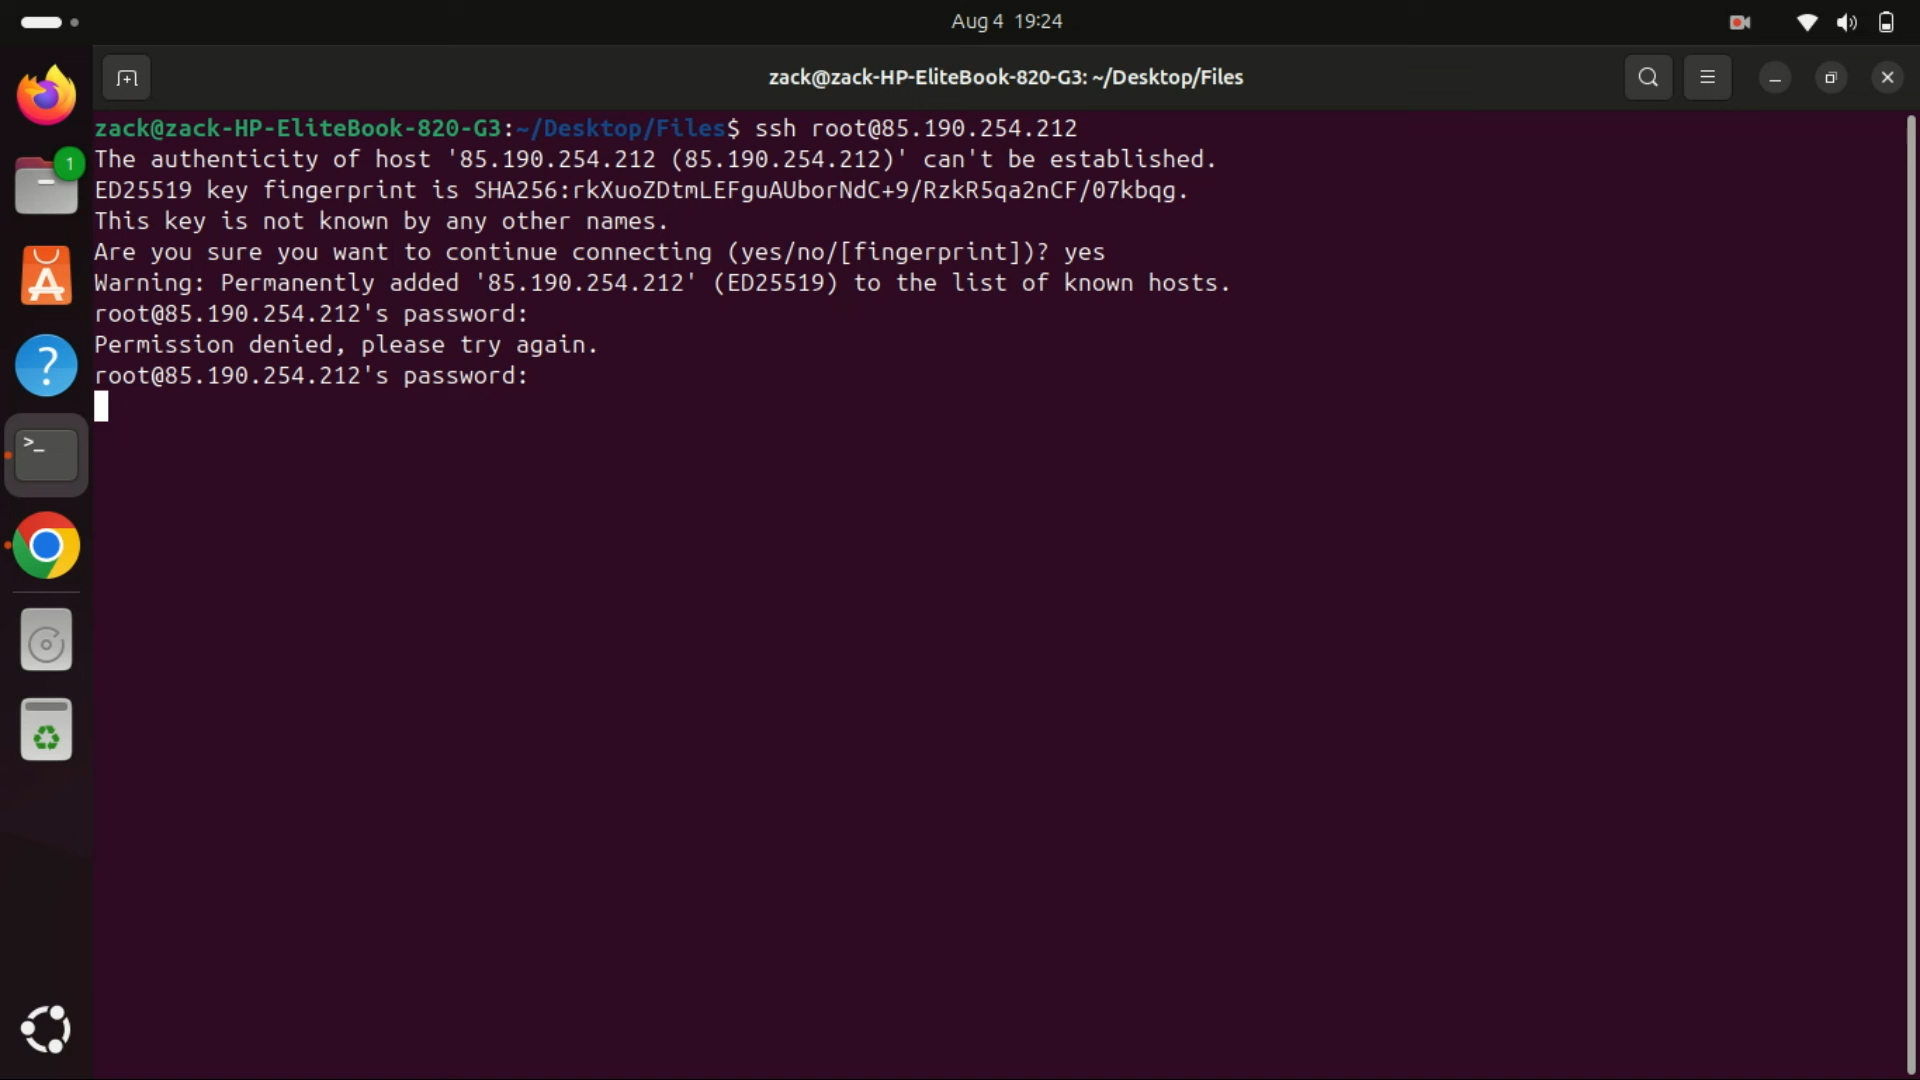 Aug 4 19:24
zack@zack-HP-EliteBook-820-G3: ~/Desktop/Files
1
zack@zack-HP-EliteBook-820-G3:~/Desktop/Files$ ssh root@85.190.254.212
The authenticity of host '85.190.254.212 (85.190.254.212)' can't be established.
ED25519 key fingerprint is SHA256:rkXuoZDtmLEFguAUborNdC+9/RzkR5qa2nCF/07kbqg.
This key is not known by any other names.
Are you sure you want to continue connecting (yes/no/[fingerprint])? yes
Warning: Permanently added '85.190.254.212' (ED25519) to the list of known hosts.
root@85.190.254.212's password:
Permission denied, please try again.
root@85.190.254.212's password: